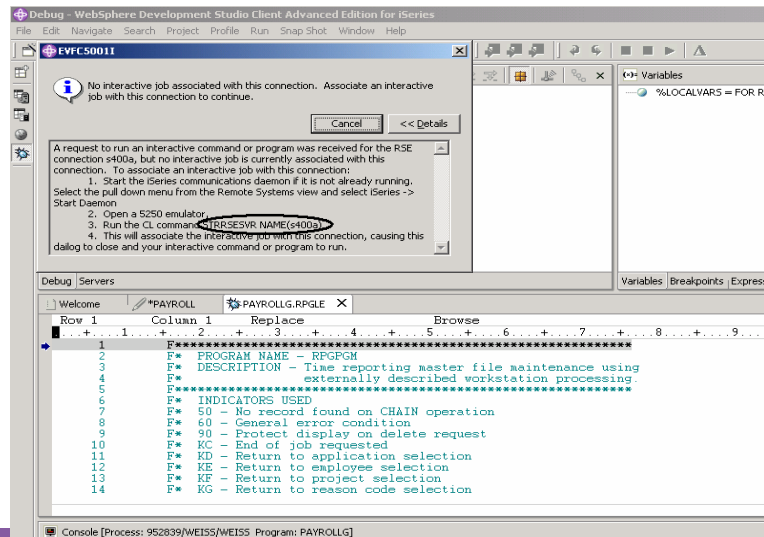 Debug - WebSphere Development Studio Client Advanced Edition for iSeries
File Edit Navigate Search Project Profile Run Snap Shot Window Help
EVFC5001I
No interactive job associated with this connection. Associate an interactive
job with this connection to continue.
Cancel << Details
A request to run an interactive command or program was received for the RSE
connection s400a, but no interactive job is currently associated with this
connection. To associate an interactive job with this connection:
1. Start the iSeries communications daemon if it is not already running.
Select the pull down menu from the Remote Systems view and select iSeries ->
Start Daemon
2. Open a 5250 emulator,
3. Run the CL command STRRSESVR NAME(s400a)
4. This will associate the interactive job with this connection, causing this
dailog to close and your interactive command or program to run.
(x)= Variables
%LOCALVARS = FOR R
Debug Servers
Variables Breakpoints Express
Welcome *PAYROLL PAYROLLG.RPGLE
Row 1 Column 1 Replace Browse
....+....1....+....2....+....3....+....4....+....5....+....6....+....7....+....8....+....9...
1 F*************************************************************
2 F* PROGRAM NAME - RPGPGM
3 F* DESCRIPTION - Time reporting master file maintenance using
4 F* externally described workstation processing.
5 F*************************************************************
6 F* INDICATORS USED
7 F* 50 - No record found on CHAIN operation
8 F* 60 - General error condition
9 F* 90 - Protect display on delete request
10 F* KC - End of job requested
11 F* KD - Return to application selection
12 F* KE - Return to employee selection
13 F* KF - Return to project selection
14 F* KG - Return to reason code selection
Console [Process: 952839/WEISS/WEISS Program: PAYROLLG]